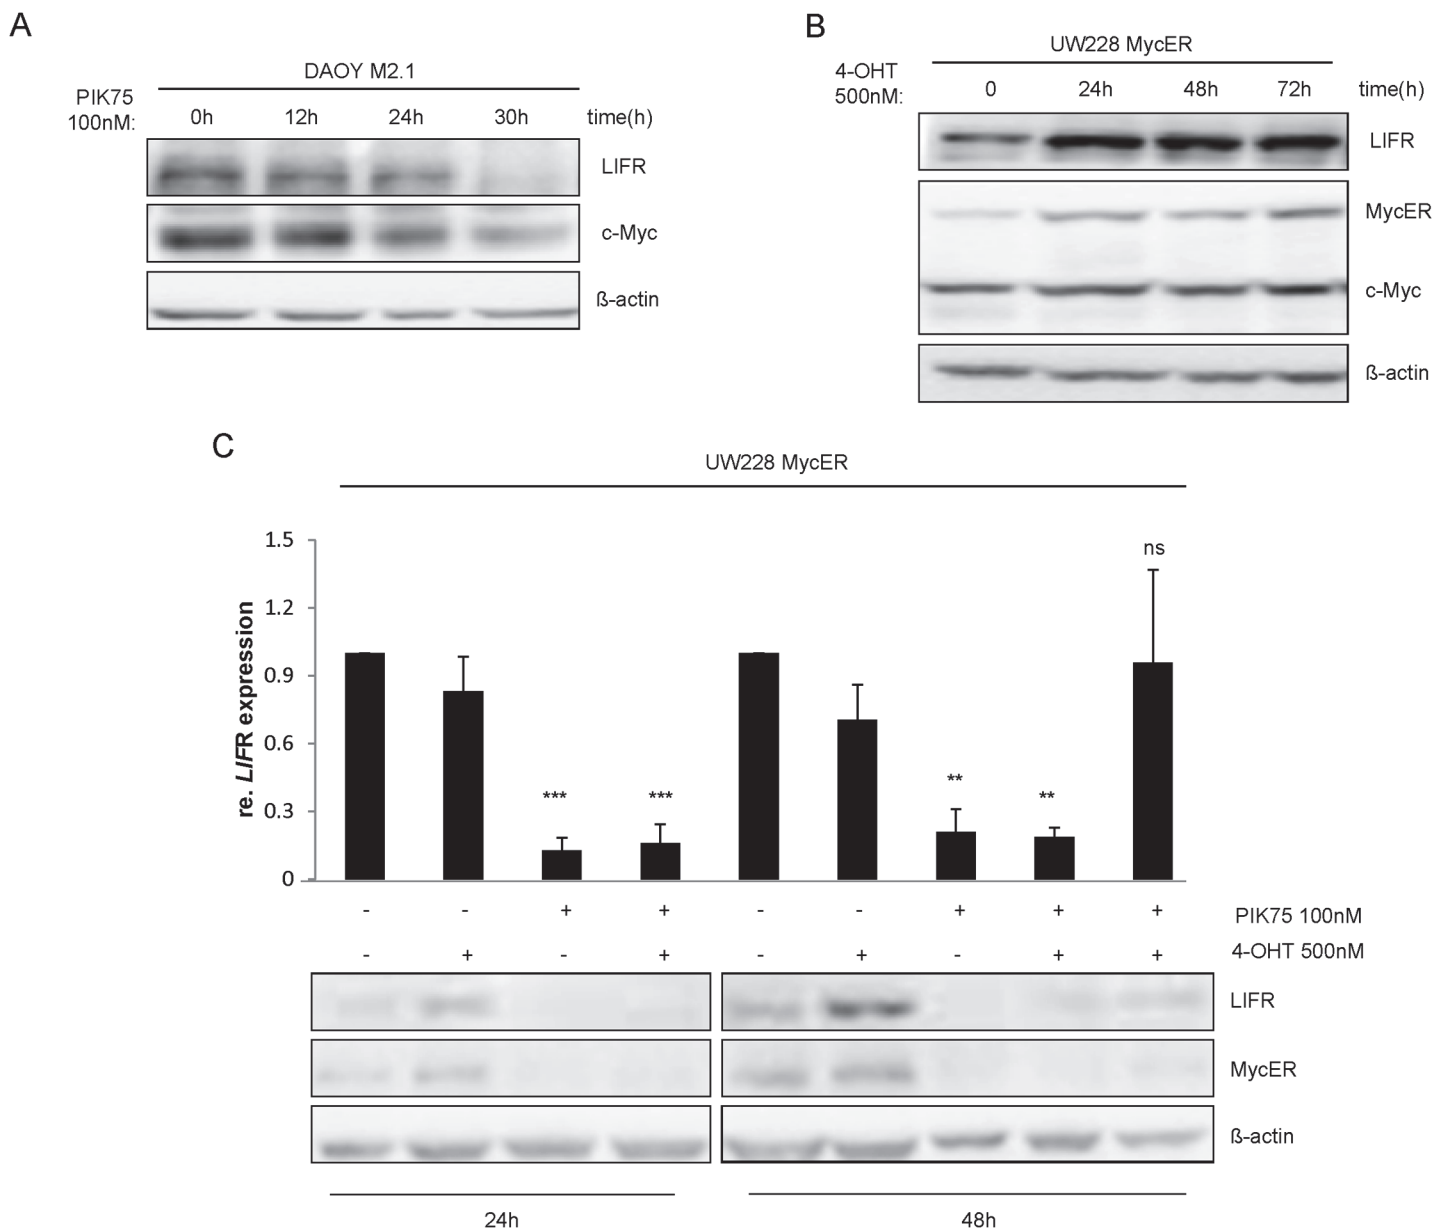 A
DAOY M2.1
PIK75
100nM:
0h 12h 24h 30h time(h)
LIFR
c-Myc
ß-actin
B
UW228 MycER
4-OHT
500nM:
0 24h 48h 72h time(h)
LIFR
MycER
c-Myc
ß-actin
C
UW228 MycER
re. LIFR expression
1.5
1.2
0.9
0.6
0.3
0
*** *** ** ** ns
- - + + - - + + + PIK75 100nM
- + - + - + - + + 4-OHT 500nM
LIFR
MycER
ß-actin
24h 48h